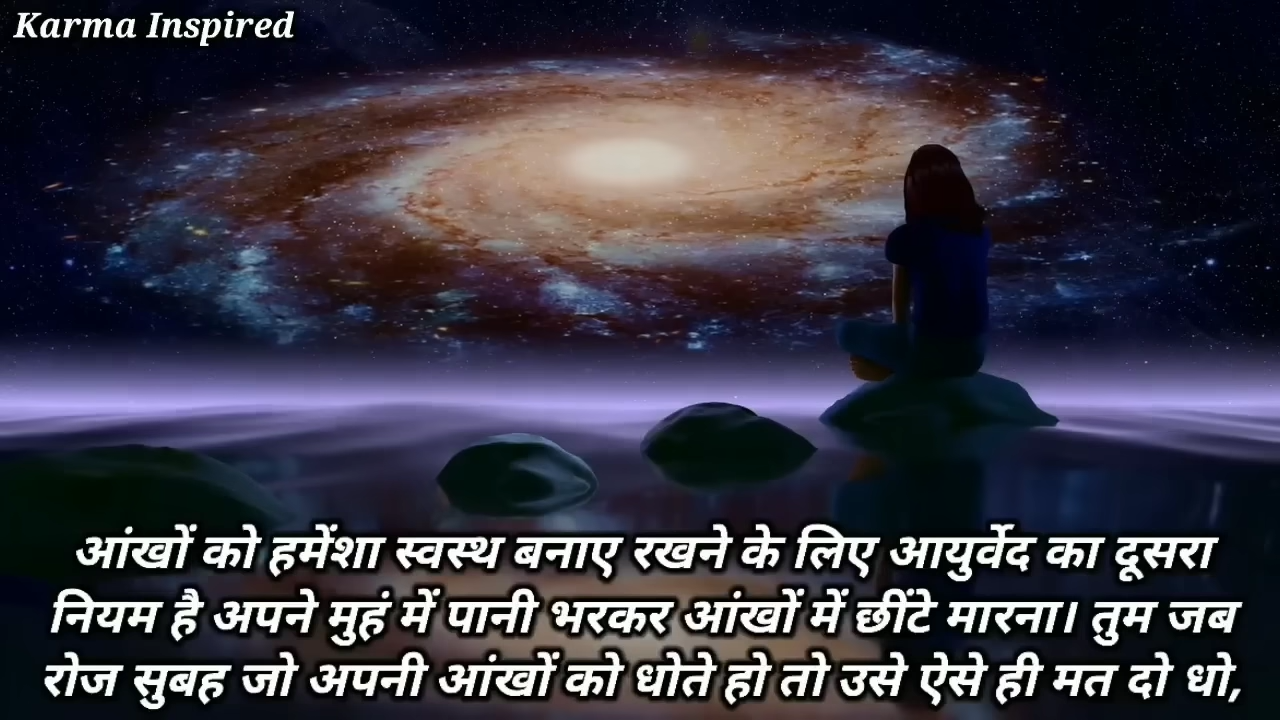 Karma Inspired
आंखों को हमेंशा स्वस्थ बनाए रखने के लिए आयुर्वेद का दूसरा
नियम है अपने मुहं में पानी भरकर आंखों में छींटे मारना। तुम जब
रोज सुबह जो अपनी आंखों को धोते हो तो उसे ऐसे ही मत दो धो,